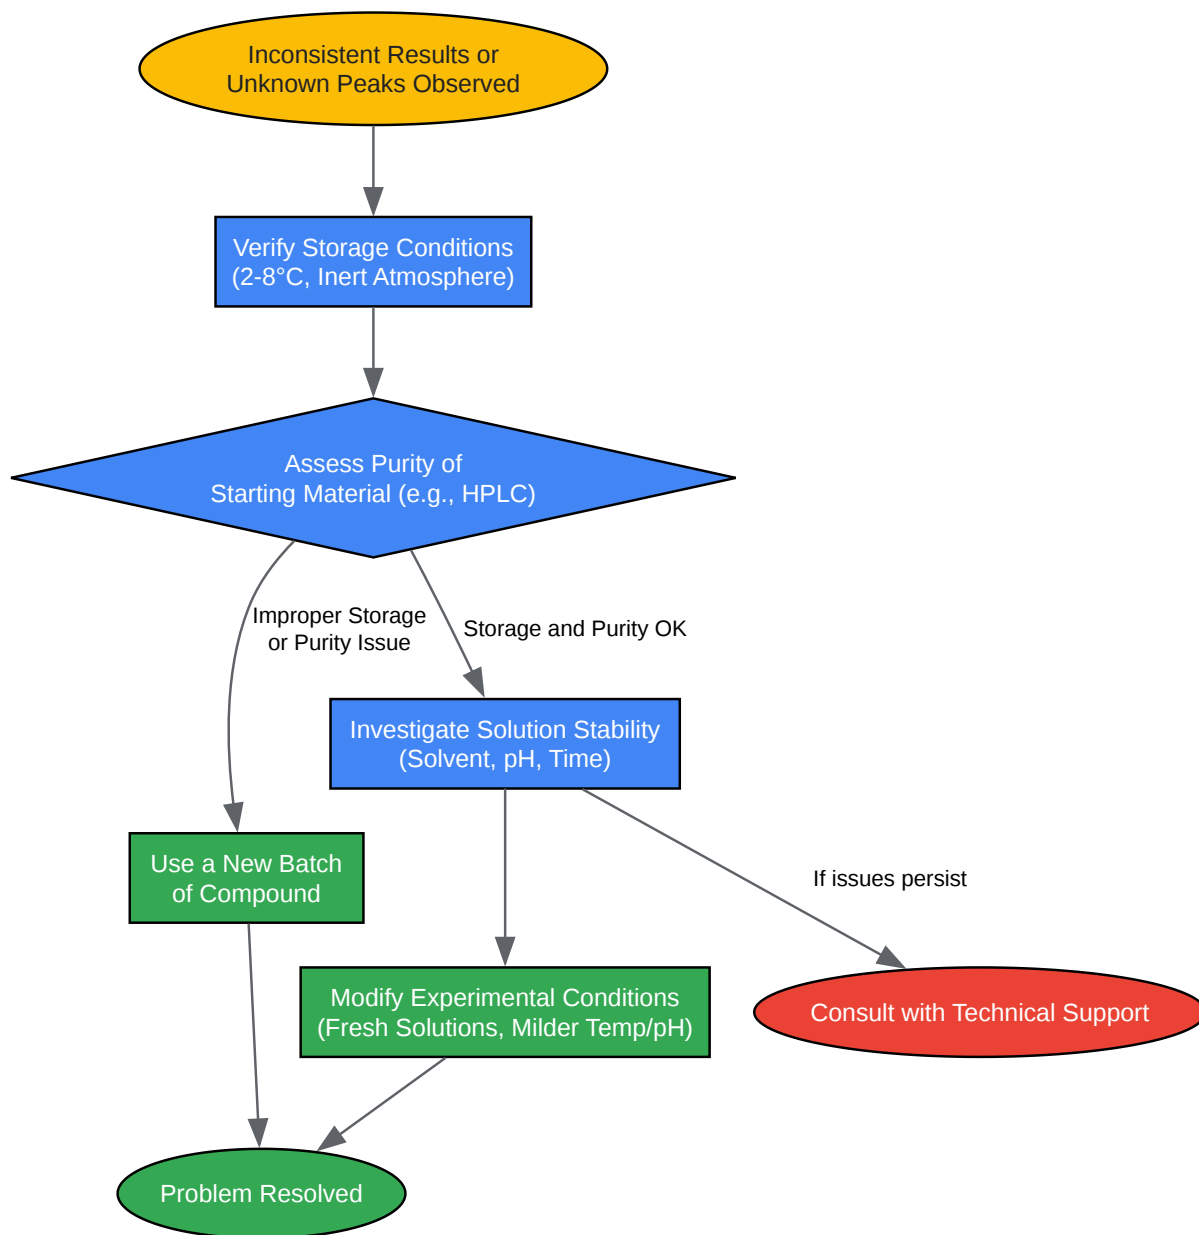 Inconsistent Results or
Unknown Peaks Observed
Verify Storage Conditions
(2-8°C, Inert Atmosphere)
Assess Purity of
Starting Material (e.g., HPLC)
Improper Storage
or Purity Issue
Storage and Purity OK
Investigate Solution Stability
(Solvent, pH, Time)
Use a New Batch
of Compound
If issues persist
Modify Experimental Conditions
(Fresh Solutions, Milder Temp/pH)
Consult with Technical Support
Problem Resolved